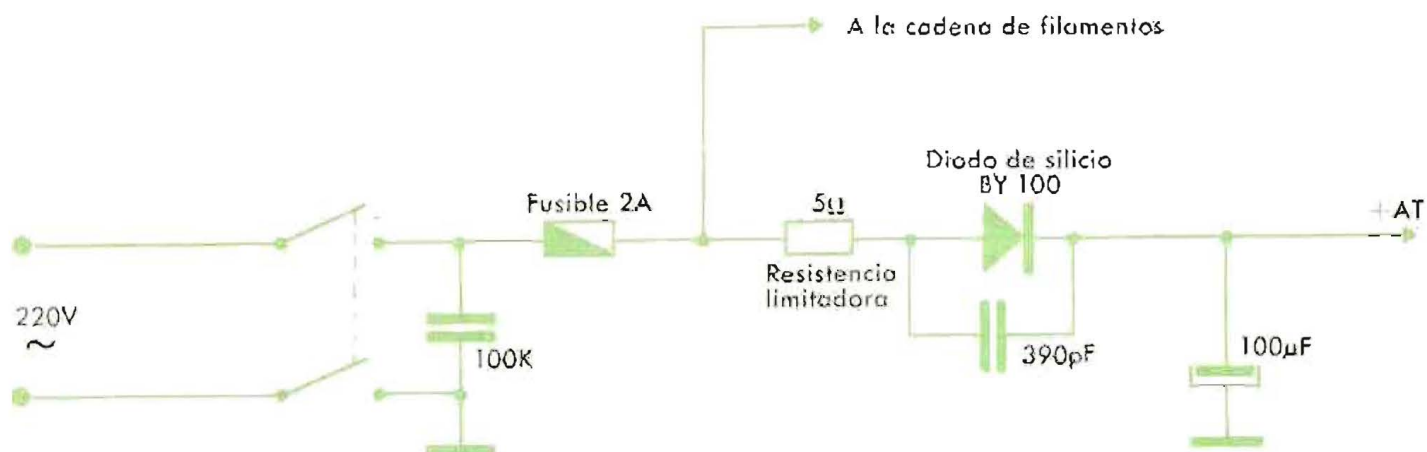 A la cadena de filamentos
Diodo de silicio
BY 100
Fusible 2A
5Ω
+ AT
Resistencia
limitadora
220V
~
100K
390pF
100μF